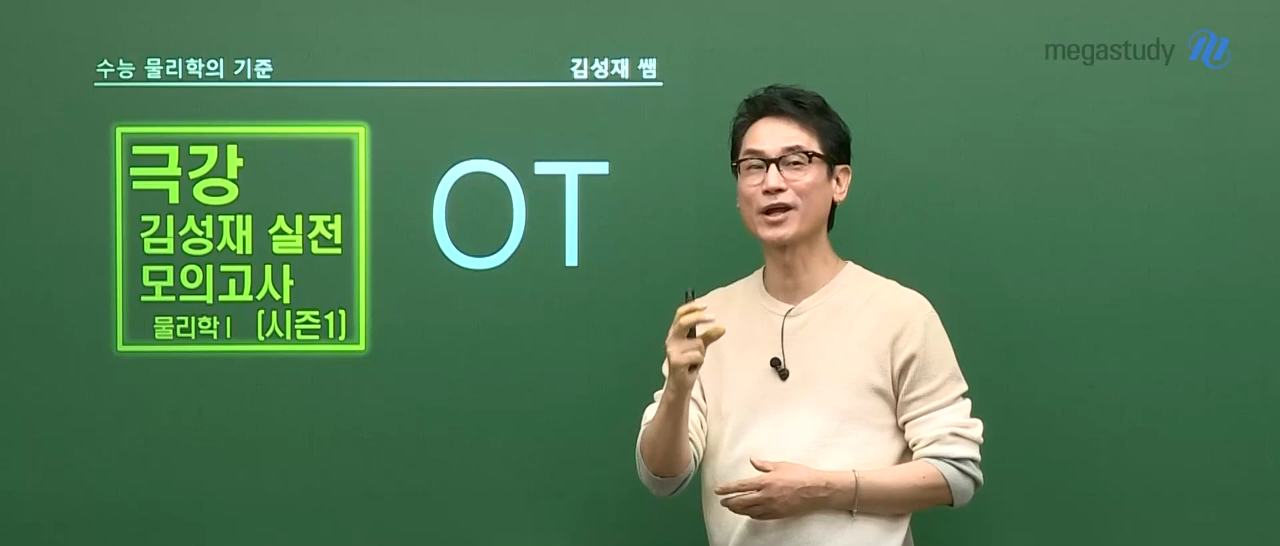 수능 물리학의 기준 김성재 쌤
megastudy
극강
김성재 실전
모의고사
물리학 I (시즌1)
OT